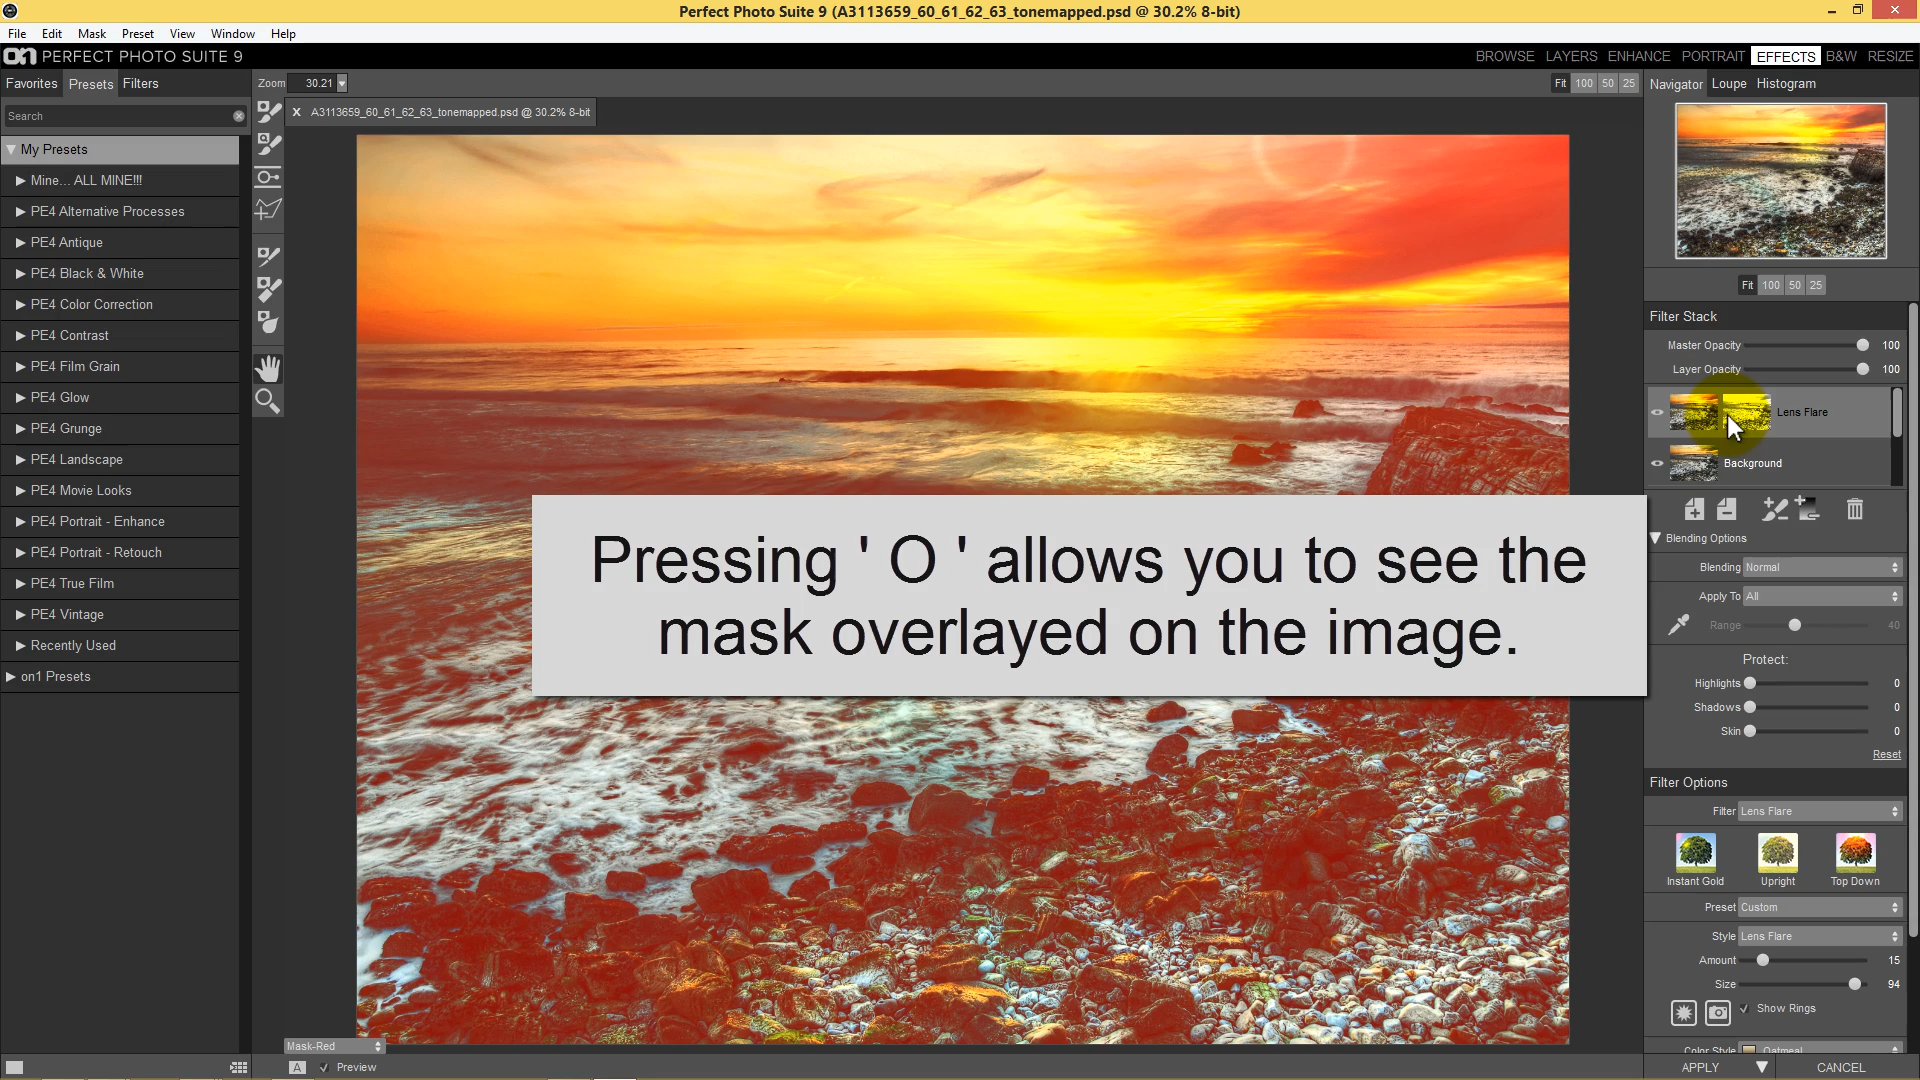 Perfect Photo Suite 9 (A3113659_60_61_62_63_tonemapped.psd @ 30.2% 8-bit)
File Edit Mask Preset View Window Help
on PERFECT PHOTO SUITE 9
BROWSE LAYERS ENHANCE PORTRAIT EFFECTS B&W RESIZE
Favorites Presets Filters
Zoom 30.21
Fit 100 50 25
Navigator Loupe Histogram
Search
X A3113659_60_61_62_63_tonemapped.psd @ 30.2% 8-bit
My Presets
Mine... ALL MINE!!!
PE4 Alternative Processes
PE4 Antique
PE4 Black & White
PE4 Color Correction
PE4 Contrast
PE4 Film Grain
PE4 Glow
PE4 Grunge
PE4 Landscape
PE4 Movie Looks
PE4 Portrait - Enhance
PE4 Portrait - Retouch
PE4 True Film
PE4 Vintage
Recently Used
on1 Presets
Pressing ' O ' allows you to see the
mask overlayed on the image.
Mask-Red
A Preview
Fit 100 50 25
Filter Stack
Master Opacity 100
Layer Opacity 100
Lens Flare
Background
Blending Options
Blending Normal
Apply To All
Range 40
Protect:
Highlights 0
Shadows 0
Skin 0
Reset
Filter Options
Filter Lens Flare
Instant Gold Upright Top Down
Preset Custom
Style Lens Flare
Amount 15
Size 94
Show Rings
Color Style Oatmeal
APPLY CANCEL